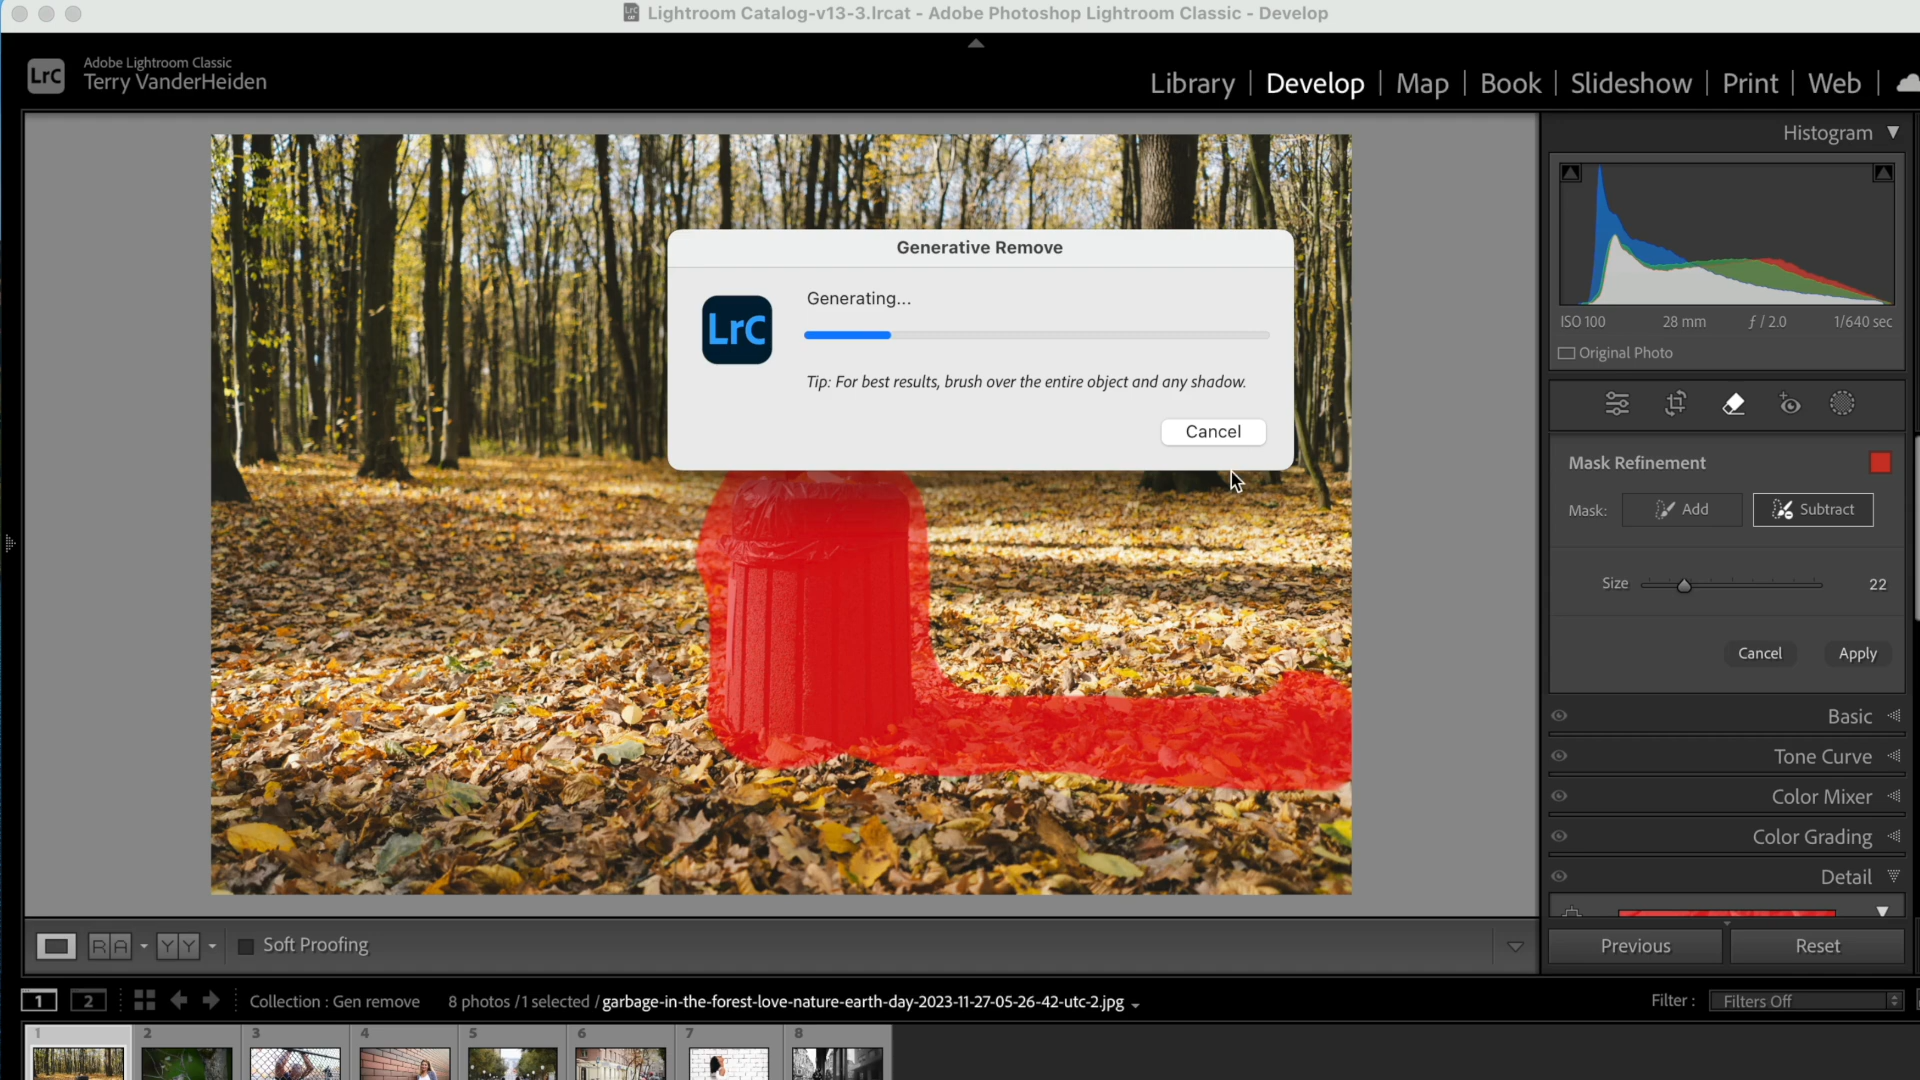 Lightroom Catalog-v13-3.lrcat - Adobe Photoshop Lightroom Classic - Develop
LrC
Adobe Lightroom Classic
Terry VanderHeiden
Library | Develop | Map | Book | Slideshow | Print | Web |
Histogram
ISO 100 28 mm ƒ / 2.0 1/640 sec
Original Photo
Generative Remove
LrC
Generating...
Tip: For best results, brush over the entire object and any shadow.
Cancel
Mask Refinement
Mask: Add Subtract
Size 22
Cancel Apply
Basic
Tone Curve
Color Mixer
Color Grading
Detail
Previous Reset
R A Y Y Soft Proofing
1 2 Collection : Gen remove 8 photos / 1 selected / garbage-in-the-forest-love-nature-earth-day-2023-11-27-05-26-42-utc-2.jpg
Filter : Filters Off
1 2 3 4 5 6 7 8